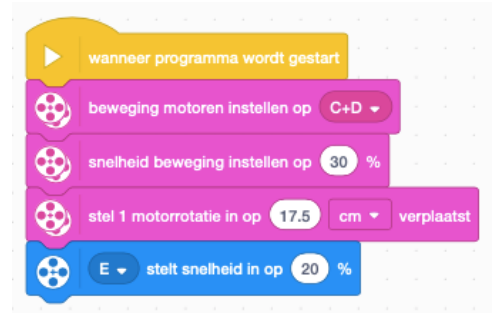 wanneer programma wordt gestart
beweging motoren instellen op C+D
snelheid beweging instellen op 30 %
stel 1 motorrotatie in op 17.5 cm verplaatst
E stelt snelheid in op 20 %